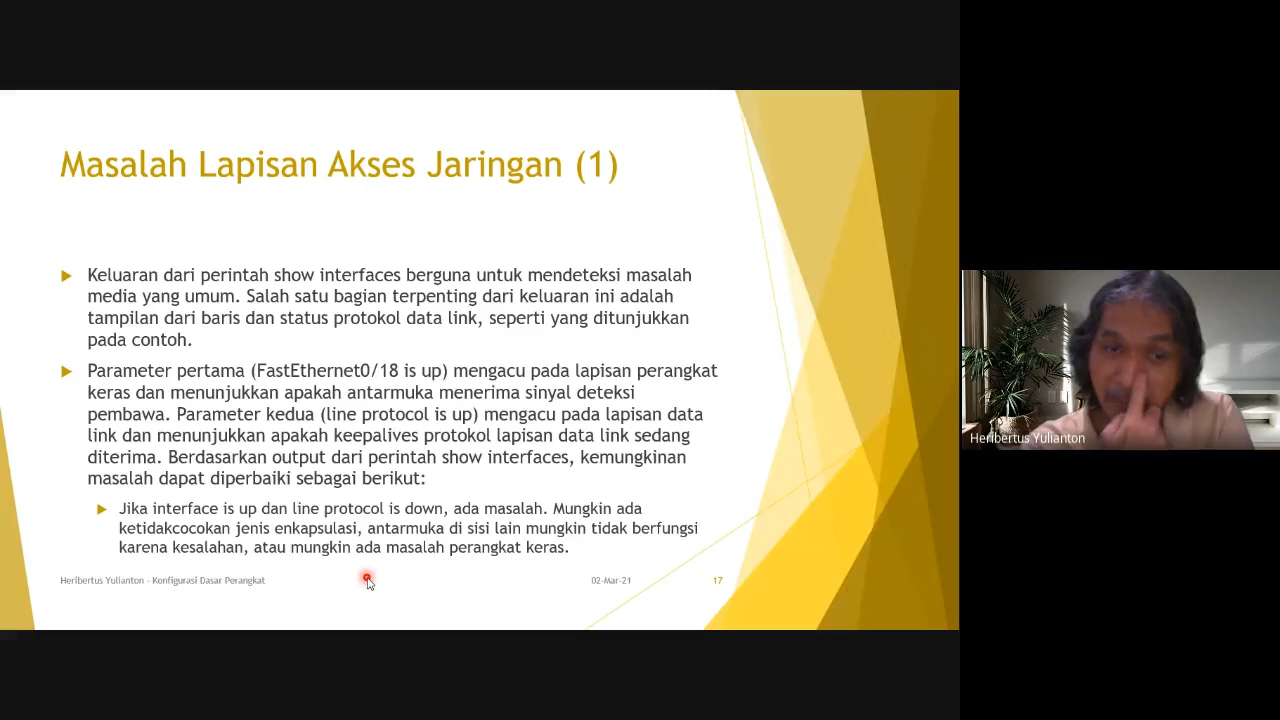 Masalah Lapisan Akses Jaringan (1)
Keluaran dari perintah show interfaces berguna untuk mendeteksi masalah
media yang umum. Salah satu bagian terpenting dari keluaran ini adalah
tampilan dari baris dan status protokol data link, seperti yang ditunjukkan
pada contoh.
Parameter pertama (FastEthernet0/18 is up) mengacu pada lapisan perangkat
keras dan menunjukkan apakah antarmuka menerima sinyal deteksi
pembawa. Parameter kedua (line protocol is up) mengacu pada lapisan data
link dan menunjukkan apakah keepalives protokol lapisan data link sedang
diterima. Berdasarkan output dari perintah show interfaces, kemungkinan
masalah dapat diperbaiki sebagai berikut:
Jika interface is up dan line protocol is down, ada masalah. Mungkin ada
ketidakcocokan jenis enkapsulasi, antarmuka di sisi lain mungkin tidak berfungsi
karena kesalahan, atau mungkin ada masalah perangkat keras.
Heribertus Yulianton - Konfigurasi Dasar Perangkat
02-Mar-21
17
Heribertus Yulianton